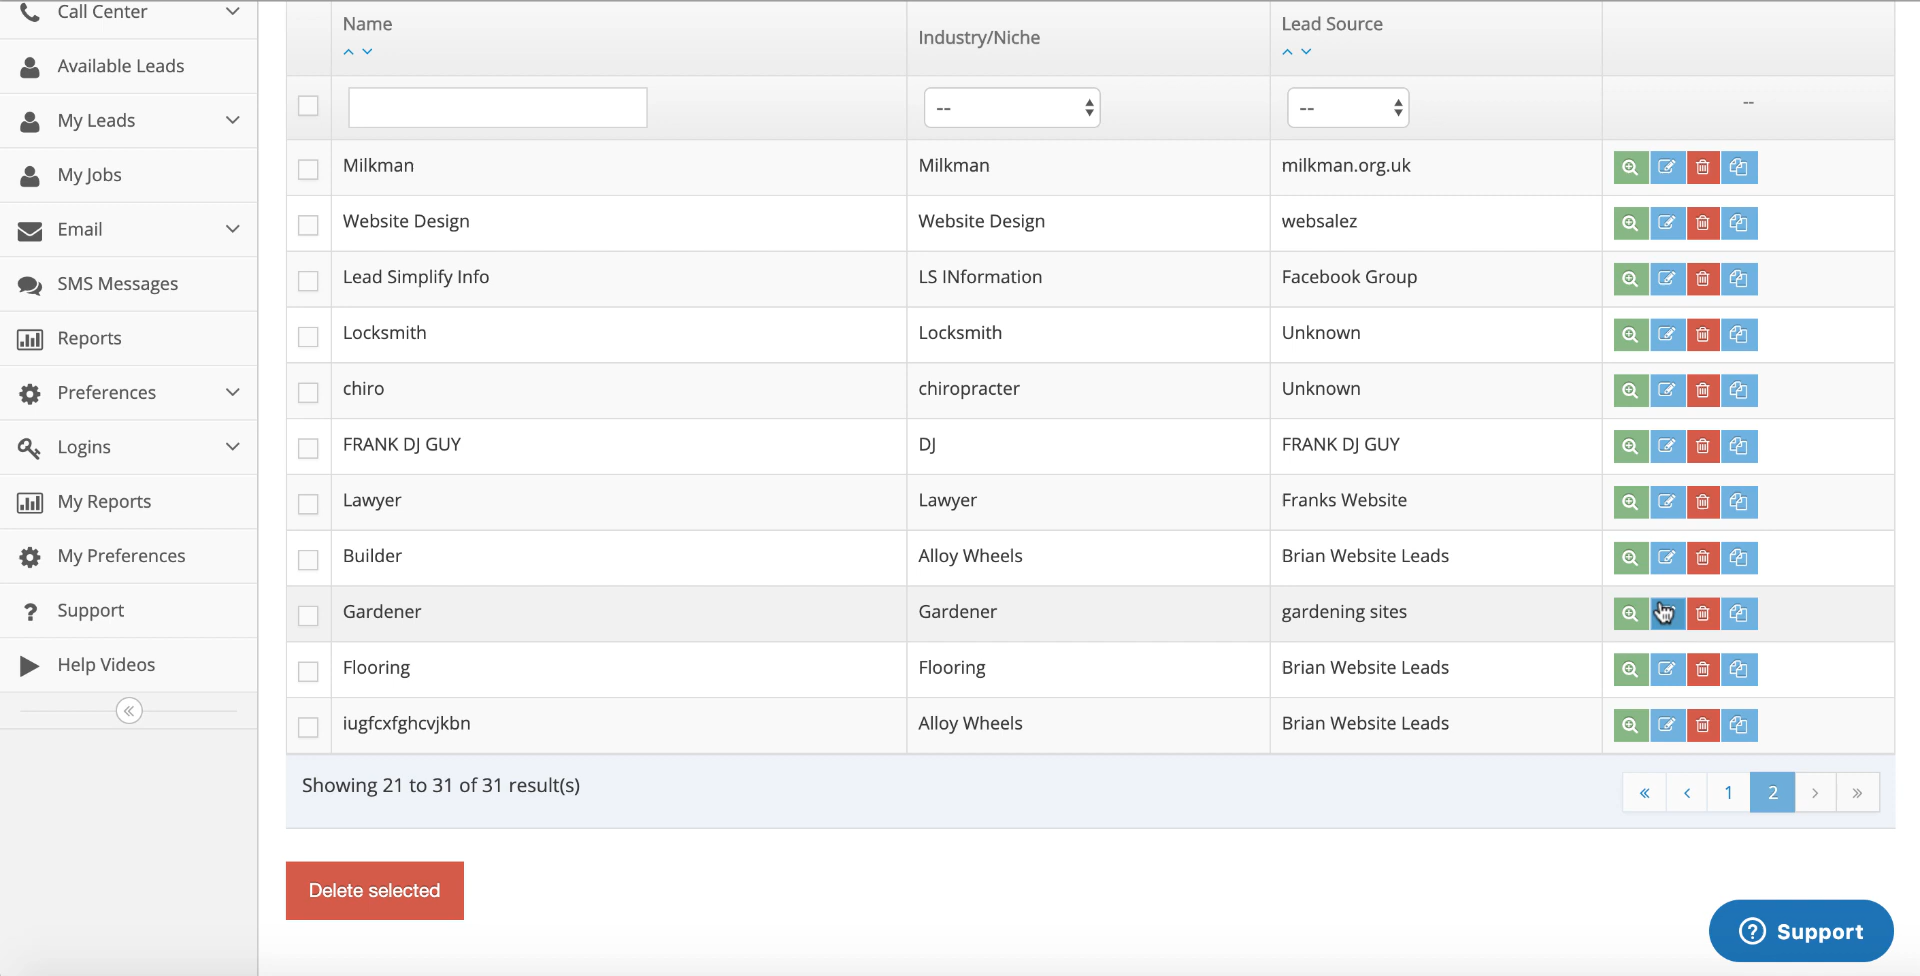 Call Center
Available Leads
My Leads
My Jobs
Email
SMS Messages
Reports
Preferences
Logins
My Reports
My Preferences
? Support
Help Videos
«
Name Industry/Niche Lead Source
-- -- --
Milkman Milkman milkman.org.uk
Website Design Website Design websalez
Lead Simplify Info LS INformation Facebook Group
Locksmith Locksmith Unknown
chiro chiropracter Unknown
FRANK DJ GUY DJ FRANK DJ GUY
Lawyer Lawyer Franks Website
Builder Alloy Wheels Brian Website Leads
Gardener Gardener gardening sites
Flooring Flooring Brian Website Leads
iugfcxfghcvjkbn Alloy Wheels Brian Website Leads
Showing 21 to 31 of 31 result(s) « ‹ 1 2 › »
Delete selected
? Support